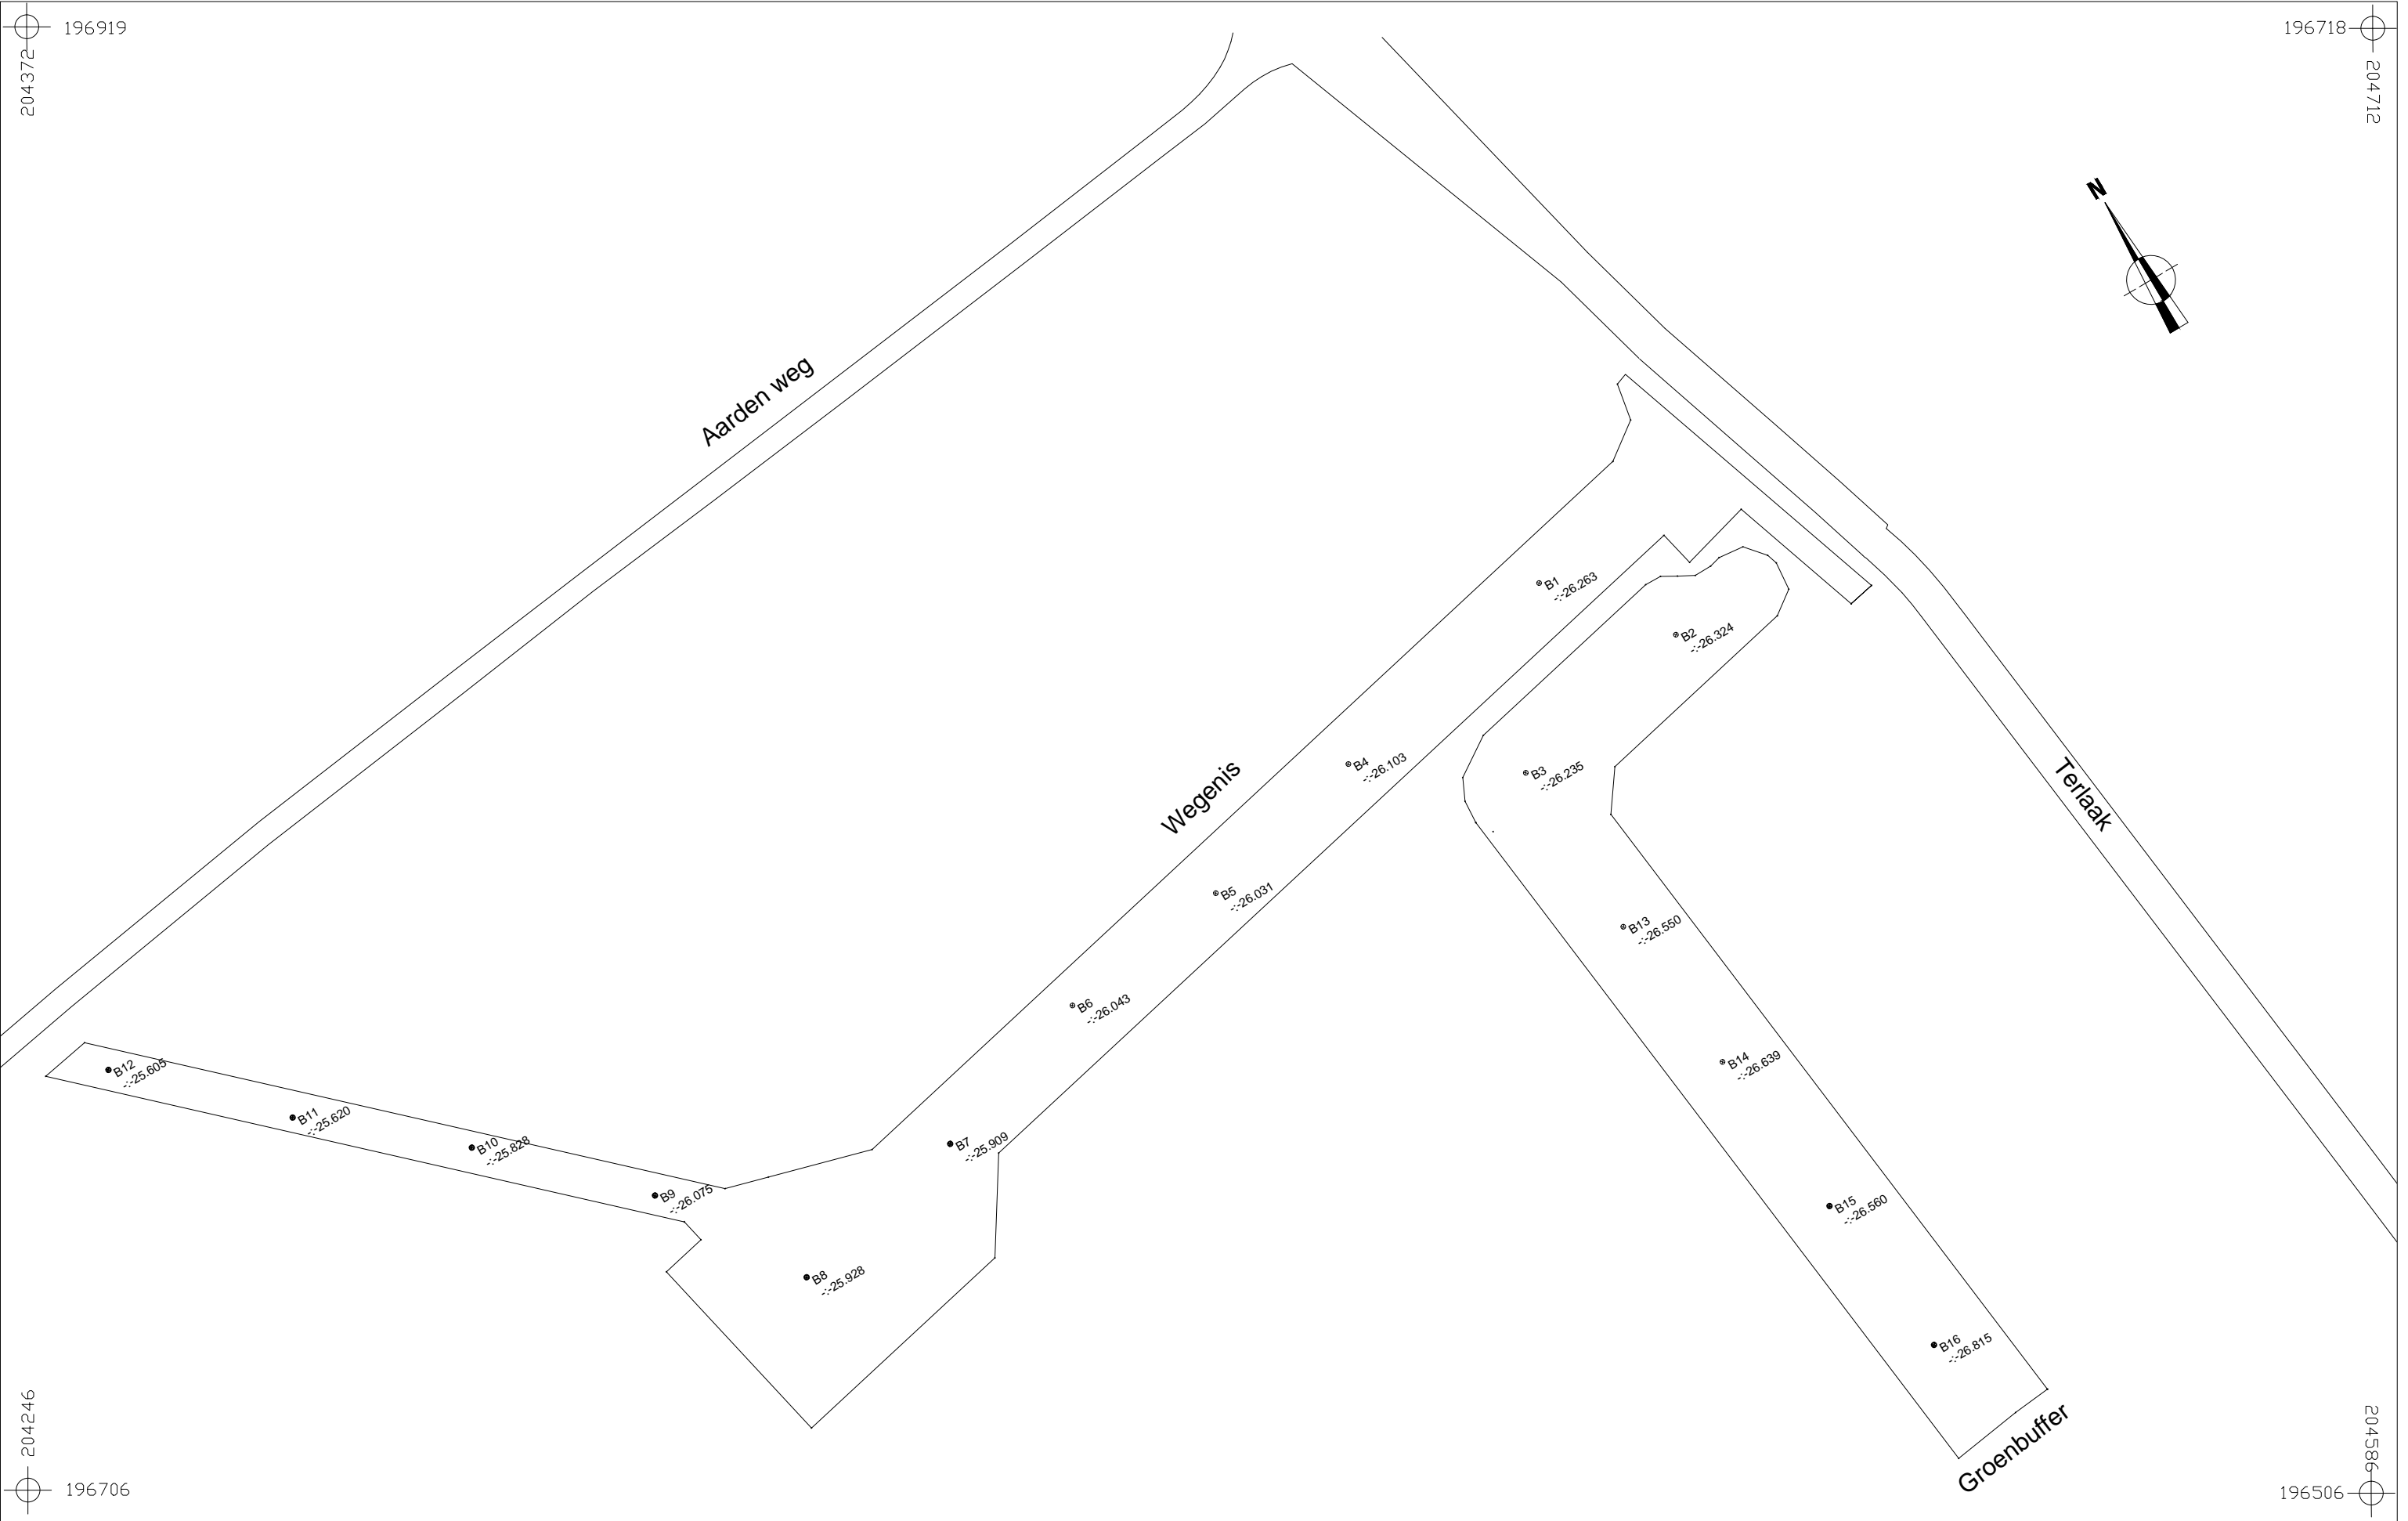 196919
196718
204372
204712
N
Aarden weg
B1
-26.263
B2
-26.324
Wegenis
B4
-26.103
B3
-26.235
Terlaak
B5
-26.031
B13
-26.550
B6
-26.043
B14
-26.639
B12
-25.605
B11
-25.620
B10
-25.828
B7
-25.909
B9
-26.075
B15
-26.560
B8
-25.928
B16
-26.815
Groenbuffer
204246
204586
196706
196506